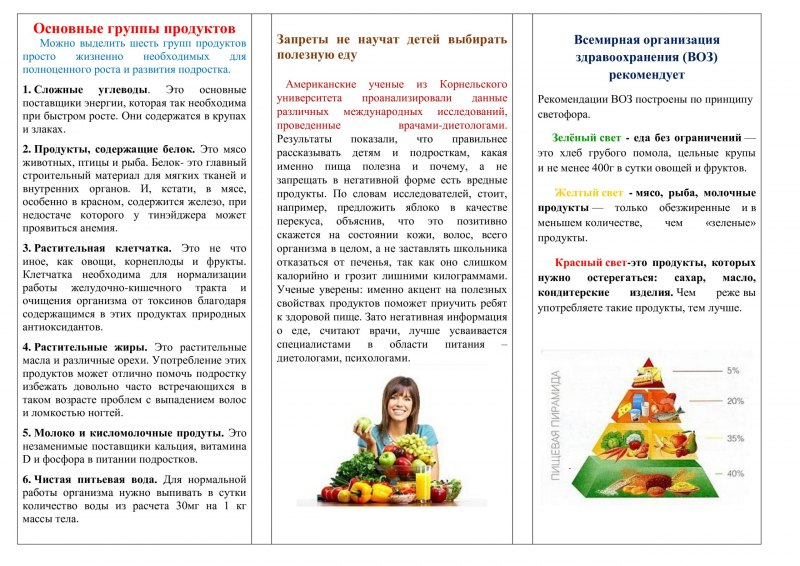 Основные группы продуктов
Можно выделить шесть групп продуктов
просто жизненно необходимых для
полноценного роста и развития подростка.
1. Сложные углеводы. Это основные
поставщики энергии, которая так необходима
при быстром росте. Они содержатся в крупах
и злаках.
2. Продукты, содержащие белок. Это мясо
животных, птицы и рыба. Белок- это главный
строительный материал для мягких тканей и
внутренних органов. И, кстати, в мясе,
особенно в красном, содержится железо, при
недостаче которого у тинэйджера может
проявиться анемия.
3. Растительная клетчатка. Это не что
иное, как овощи, корнеплоды и фрукты.
Клетчатка необходима для нормализации
работы желудочно-кишечного тракта и
очищения организма от токсинов благодаря
содержащимся в этих продуктах природных
антиоксидантов.
4. Растительные жиры. Это растительные
масла и различные орехи. Употребление этих
продуктов может отлично помочь подростку
избежать довольно часто встречающихся в
таком возрасте проблем с выпадением волос
и ломкостью ногтей.
5. Молоко и кисломолочные продуты. Это
незаменимые поставщики кальция, витамина
D и фосфора в питании подростков.
6. Чистая питьевая вода. Для нормальной
работы организма нужно выпивать в сутки
количество воды из расчета 30мг на 1 кг
массы тела.
Запреты не научат детей выбирать
полезную еду
Американские ученые из Корнельского
университета проанализировали данные
различных международных исследований,
проведенные врачами-диетологами.
Результаты показали, что правильнее
рассказывать детям и подросткам, какая
именно пища полезна и почему, а не
запрещать в негативной форме есть вредные
продукты. По словам исследователей, стоит,
например, предложить яблоко в качестве
перекуса, объяснив, что это позитивно
скажется на состоянии кожи, волос, всего
организма в целом, а не заставлять школьника
отказаться от печенья, так как оно слишком
калорийно и грозит лишними килограммами.
Ученые уверены: именно акцент на полезных
свойствах продуктов поможет приучить ребят
к здоровой пище. Зато негативная информация
о еде, считают врачи, лучше усваивается
специалистами в области питания –
диетологами, психологами.
Всемирная организация
здравоохранения (ВОЗ)
рекомендует
Рекомендации ВОЗ построены по принципу
светофора.
Зелёный свет - еда без ограничений —
это хлеб грубого помола, цельные крупы
и не менее 400г в сутки овощей и фруктов.
Желтый свет - мясо, рыба, молочные
продукты — только обезжиренные и в
меньшем количестве, чем «зеленые»
продукты.
Красный свет-это продукты, которых
нужно остерегаться: сахар, масло,
кондитерские изделия. Чем реже вы
употребляете такие продукты, тем лучше.
ПИЩЕВАЯ ПИРАМИДА
5%
20%
35%
40%